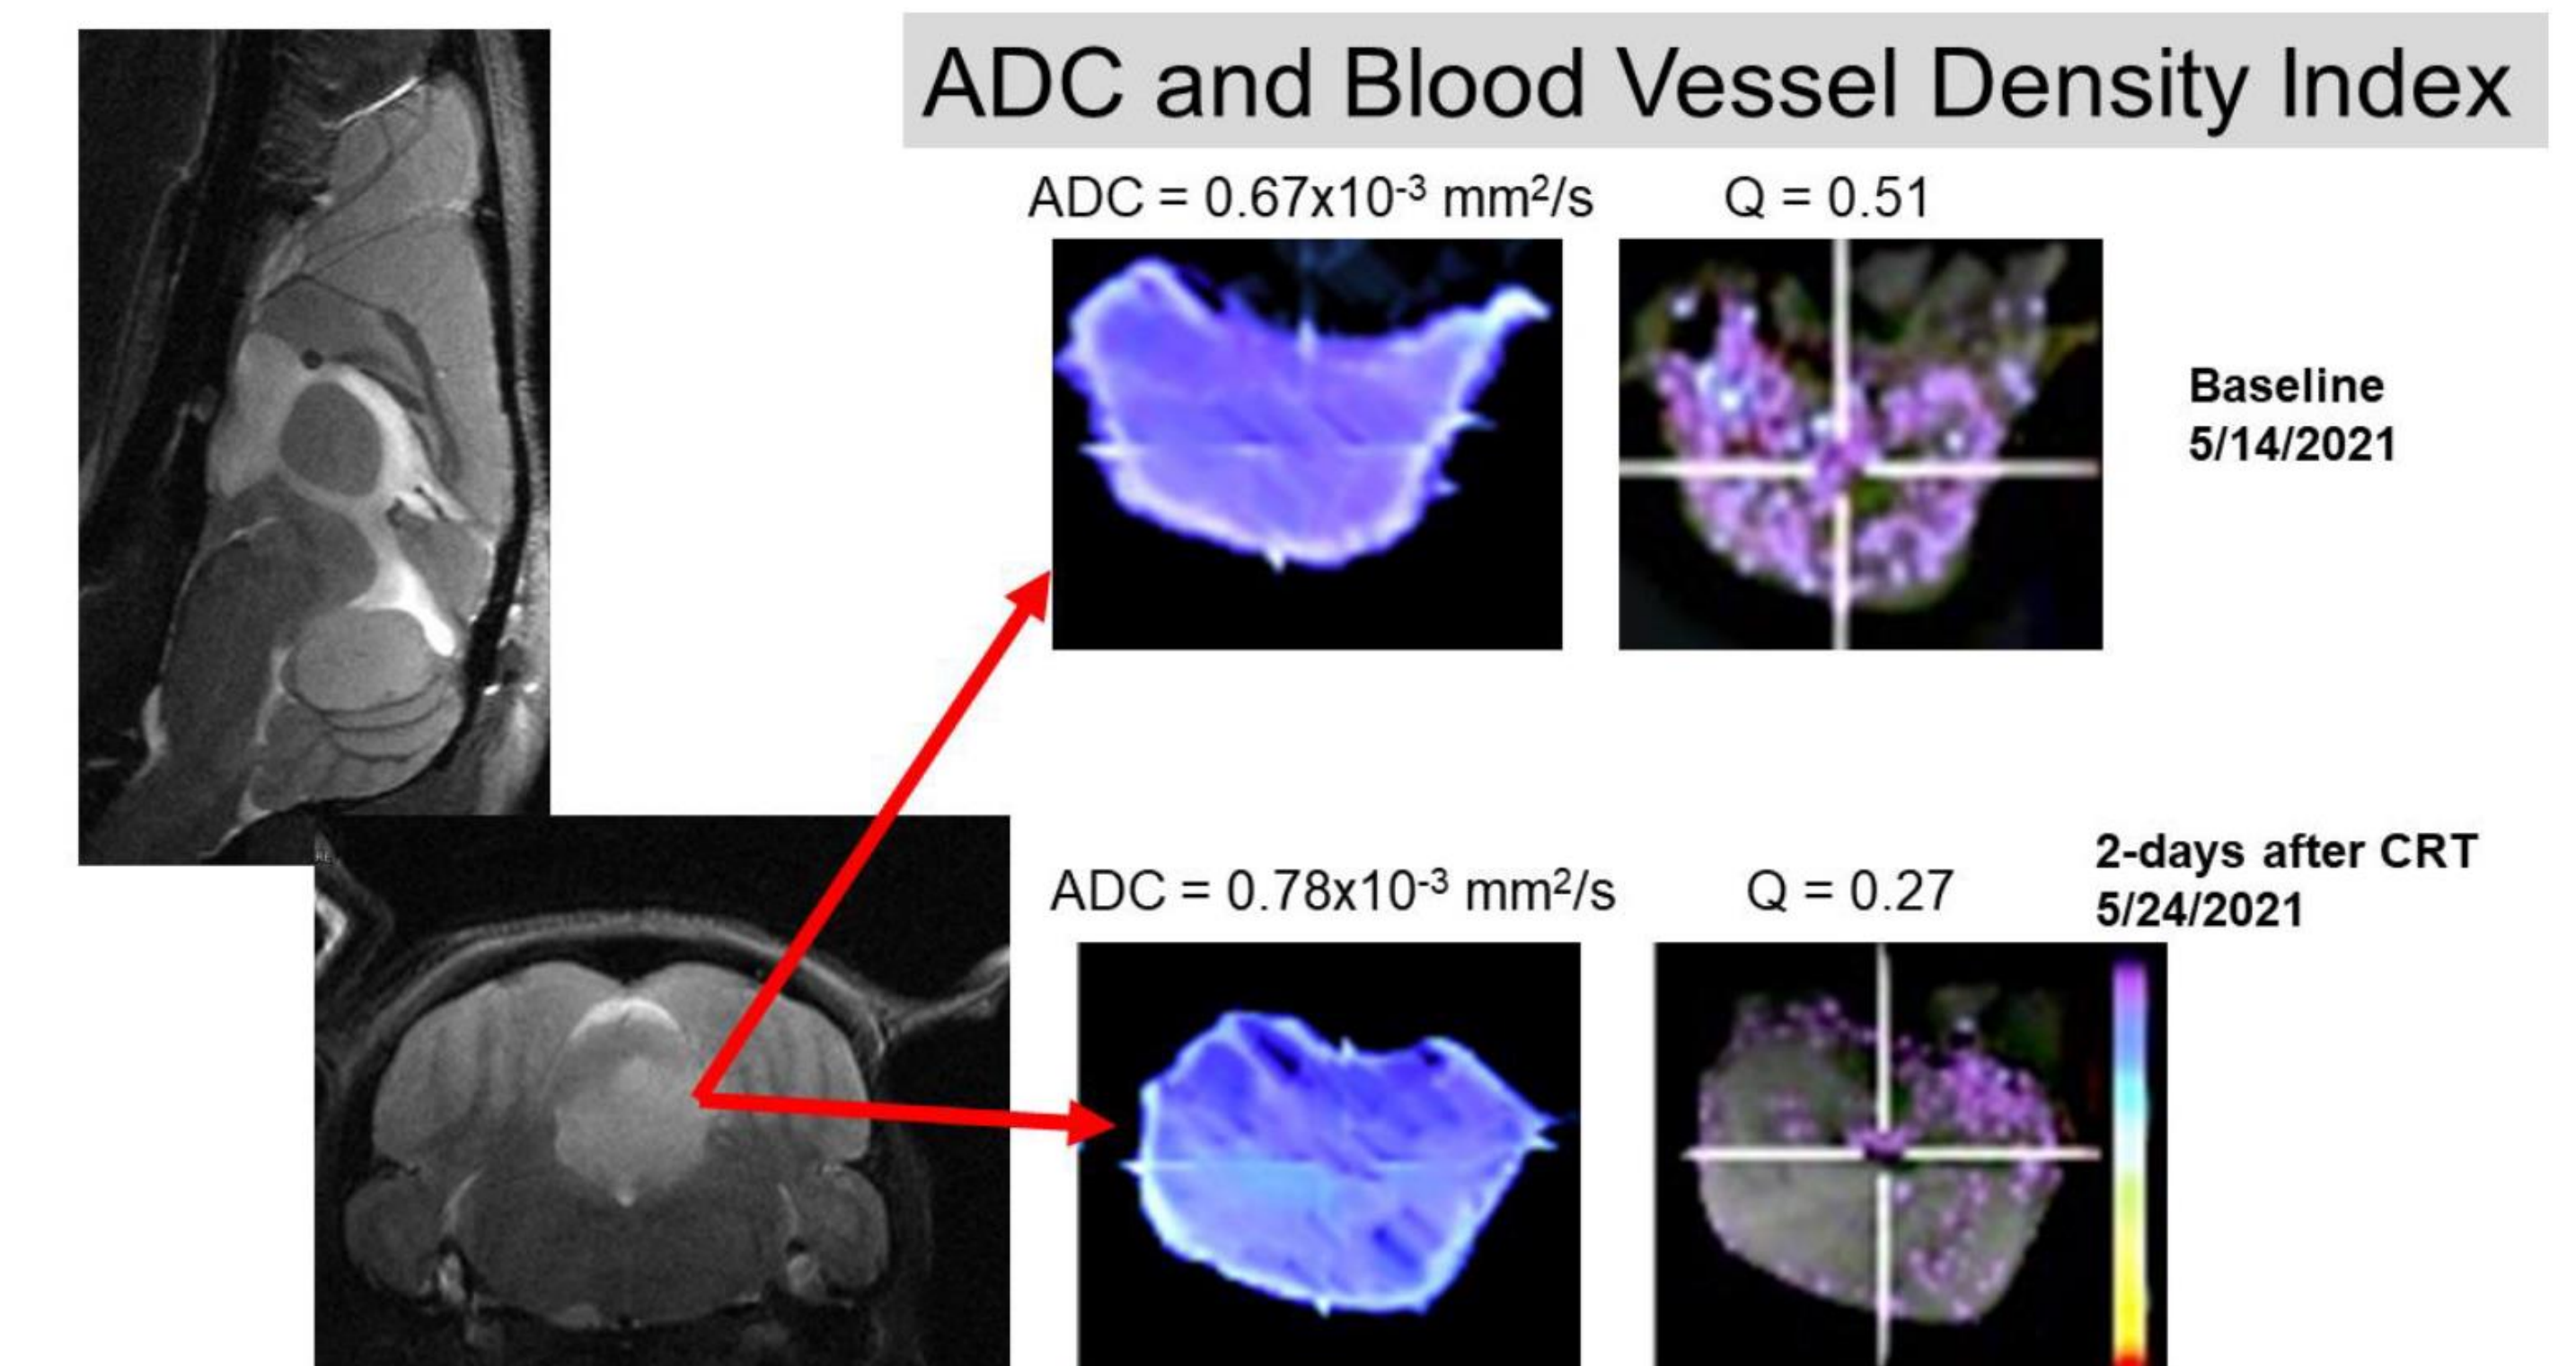 ADC and Blood Vessel Density Index
ADC = 0.67x10⁻³ mm²/s
Q = 0.51
Baseline
5/14/2021
2-days after CRT
5/24/2021
ADC = 0.78x10⁻³ mm²/s
Q = 0.27